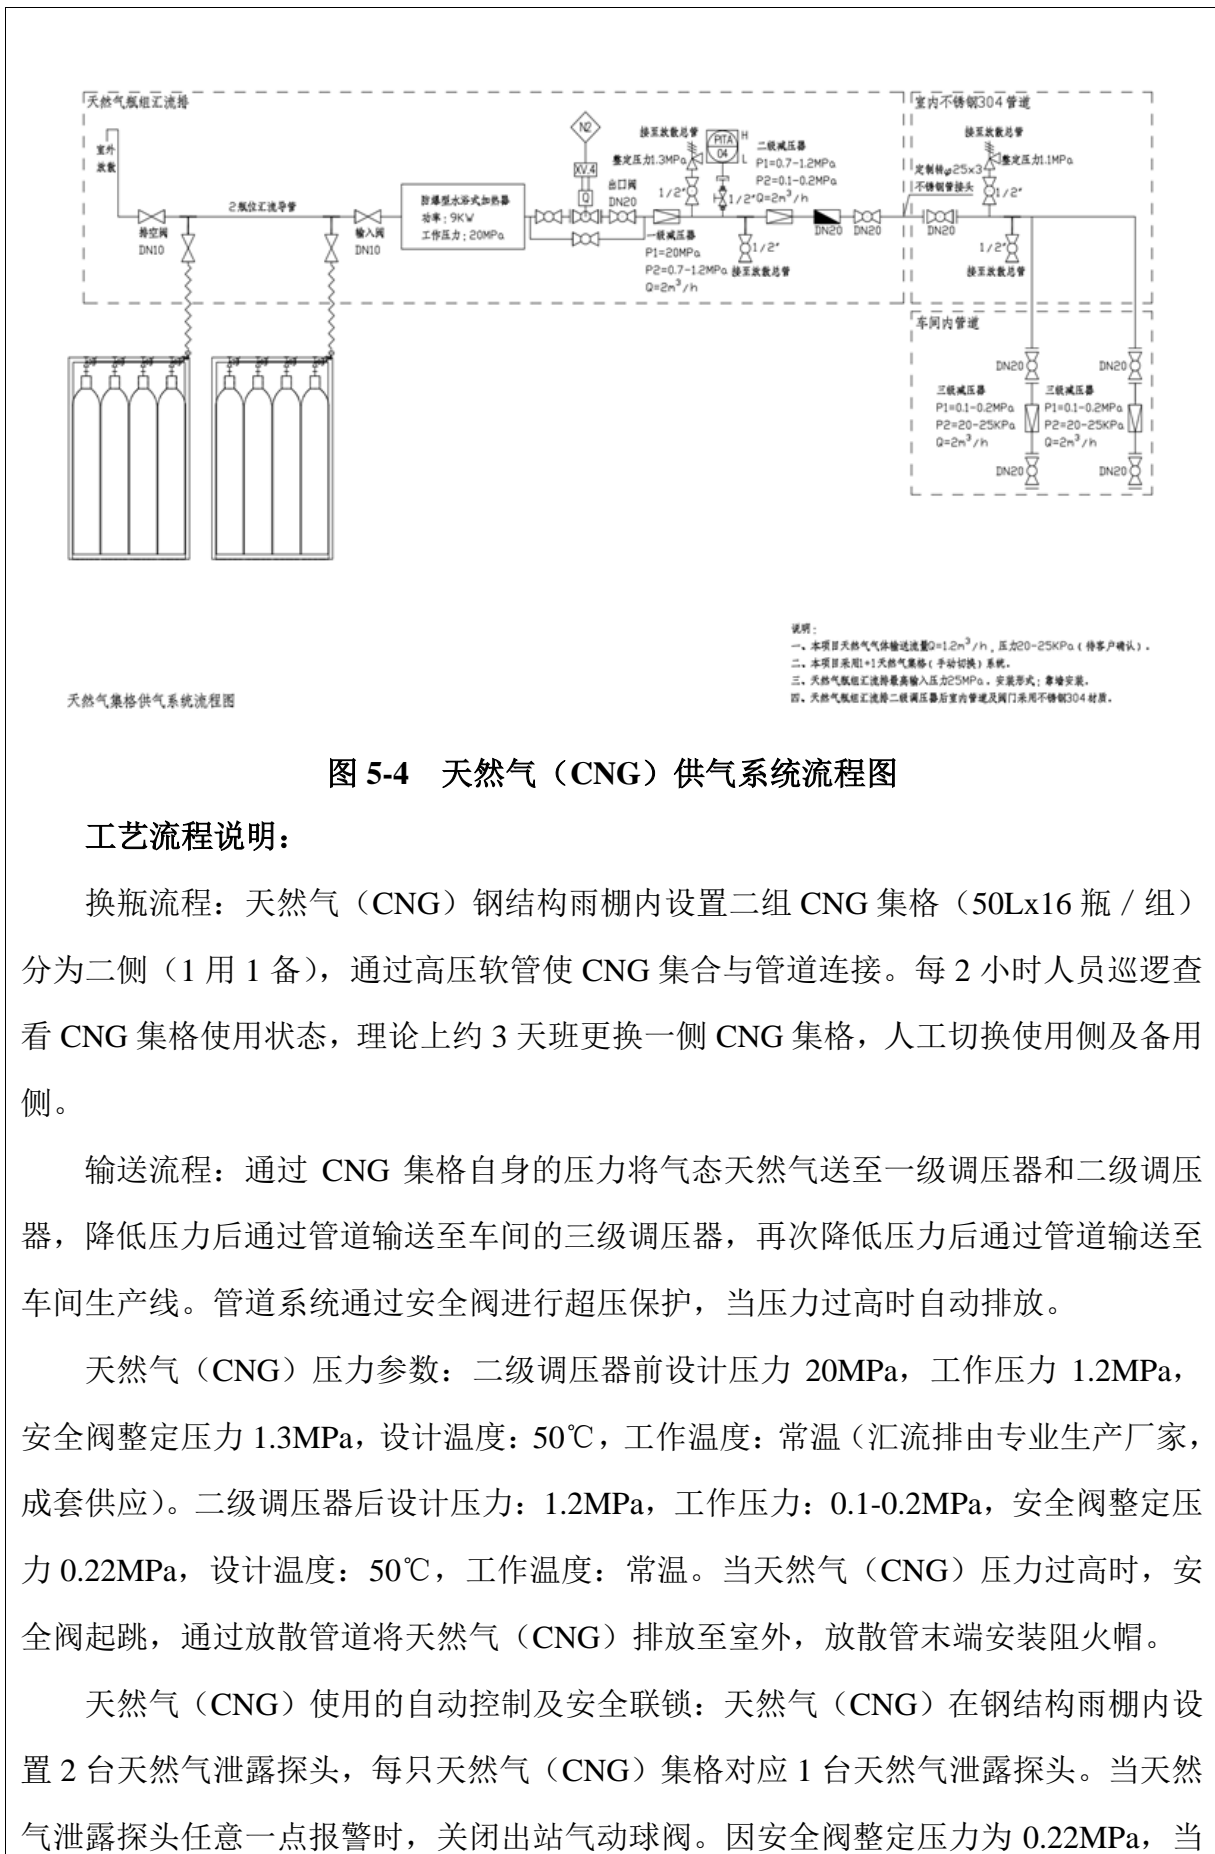 天然气瓶组汇流排
室外
放散
排空阀
DN10
2瓶位汇流导管
输入阀
DN10
防爆型水浴式加热器
功率：9KW
工作压力：20MPa
N2
XV.4
Q
出口阀
DN20
一级减压器
P1=20MPa
P2=0.7-1.2MPa
Q=2m³/h
接至放散总管
整定压力1.3MPa
1/2"
PITA
04
H
L
1/2"
1/2"
接至放散总管
二级减压器
P1=0.7-1.2MPa
P2=0.1-0.2MPa
Q=2m³/h
DN20
DN20
室内不锈钢304管道
定制转φ25x3
不锈钢管接头
DN20
接至放散总管
整定压力1.1MPa
1/2"
1/2"
接至放散总管
车间内管道
DN20
三级减压器
P1=0.1-0.2MPa
P2=20-25KPa
Q=2m³/h
DN20
DN20
三级减压器
P1=0.1-0.2MPa
P2=20-25KPa
Q=2m³/h
DN20
说明：
一、本项目天然气气体输送流量Q=1.2m³/h，压力20-25KPa（待客户确认）。
二、本项目采用1+1天然气集格（手动切换）系统。
三、天然气瓶组汇流排最高输入压力25MPa，安装形式：靠墙安装。
四、天然气瓶组汇流排二级调压器后室内管道及阀门采用不锈钢304材质。
天然气集格供气系统流程图
图 5-4 天然气（CNG）供气系统流程图
工艺流程说明：
换瓶流程：天然气（CNG）钢结构雨棚内设置二组 CNG 集格（50Lx16 瓶／组）
分为二侧（1 用 1 备），通过高压软管使 CNG 集合与管道连接。每 2 小时人员巡逻查
看 CNG 集格使用状态，理论上约 3 天班更换一侧 CNG 集格，人工切换使用侧及备用
侧。
输送流程：通过 CNG 集格自身的压力将气态天然气送至一级调压器和二级调压
器，降低压力后通过管道输送至车间的三级调压器，再次降低压力后通过管道输送至
车间生产线。管道系统通过安全阀进行超压保护，当压力过高时自动排放。
天然气（CNG）压力参数：二级调压器前设计压力 20MPa，工作压力 1.2MPa，
安全阀整定压力 1.3MPa，设计温度：50℃，工作温度：常温（汇流排由专业生产厂家，
成套供应）。二级调压器后设计压力：1.2MPa，工作压力：0.1-0.2MPa，安全阀整定压
力 0.22MPa，设计温度：50℃，工作温度：常温。当天然气（CNG）压力过高时，安
全阀起跳，通过放散管道将天然气（CNG）排放至室外，放散管末端安装阻火帽。
天然气（CNG）使用的自动控制及安全联锁：天然气（CNG）在钢结构雨棚内设
置 2 台天然气泄露探头，每只天然气（CNG）集格对应 1 台天然气泄露探头。当天然
气泄露探头任意一点报警时，关闭出站气动球阀。因安全阀整定压力为 0.22MPa，当